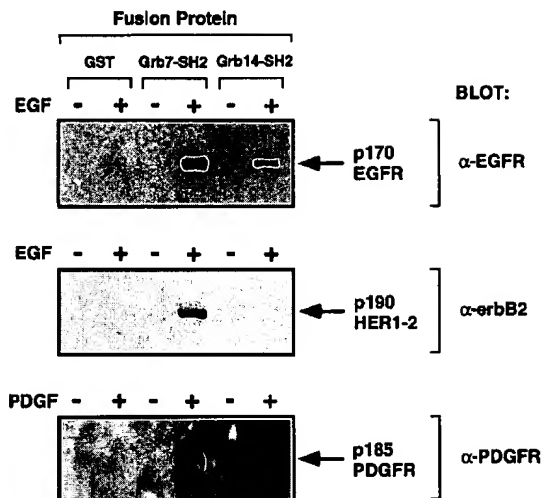 Fusion Protein
GST Grb7-SH2 Grb14-SH2
EGF - + - + - + BLOT:
p170
EGFR
α-EGFR
EGF - + - + - +
p190
HER1-2
α-erbB2
PDGF - + - + - +
p185
PDGFR
α-PDGFR